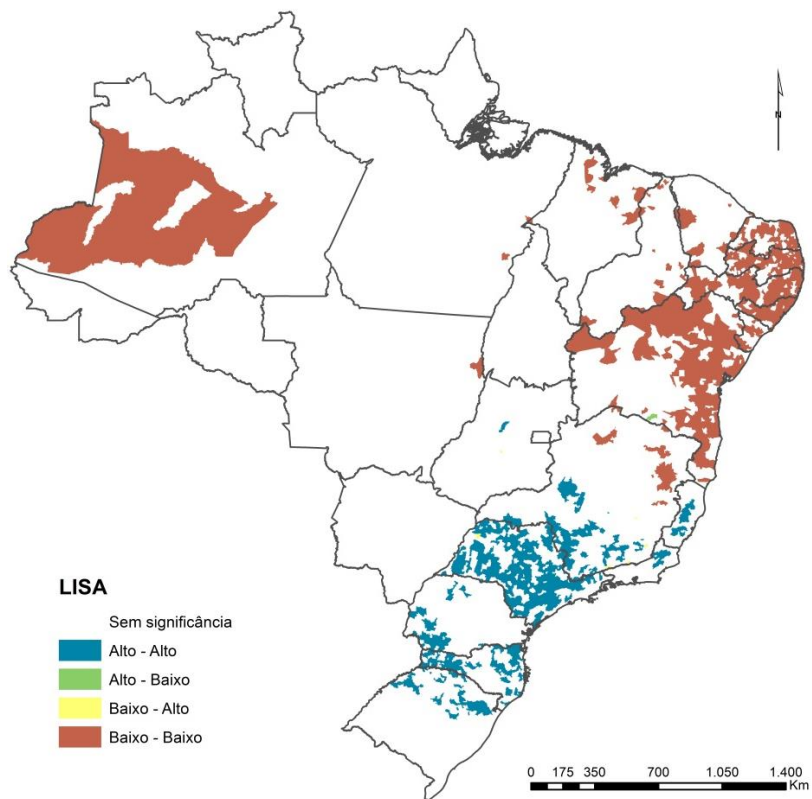 N
LISA
Sem significância
Alto - Alto
Alto - Baixo
Baixo - Alto
Baixo - Baixo
0 175 350 700 1.050 1.400
Km